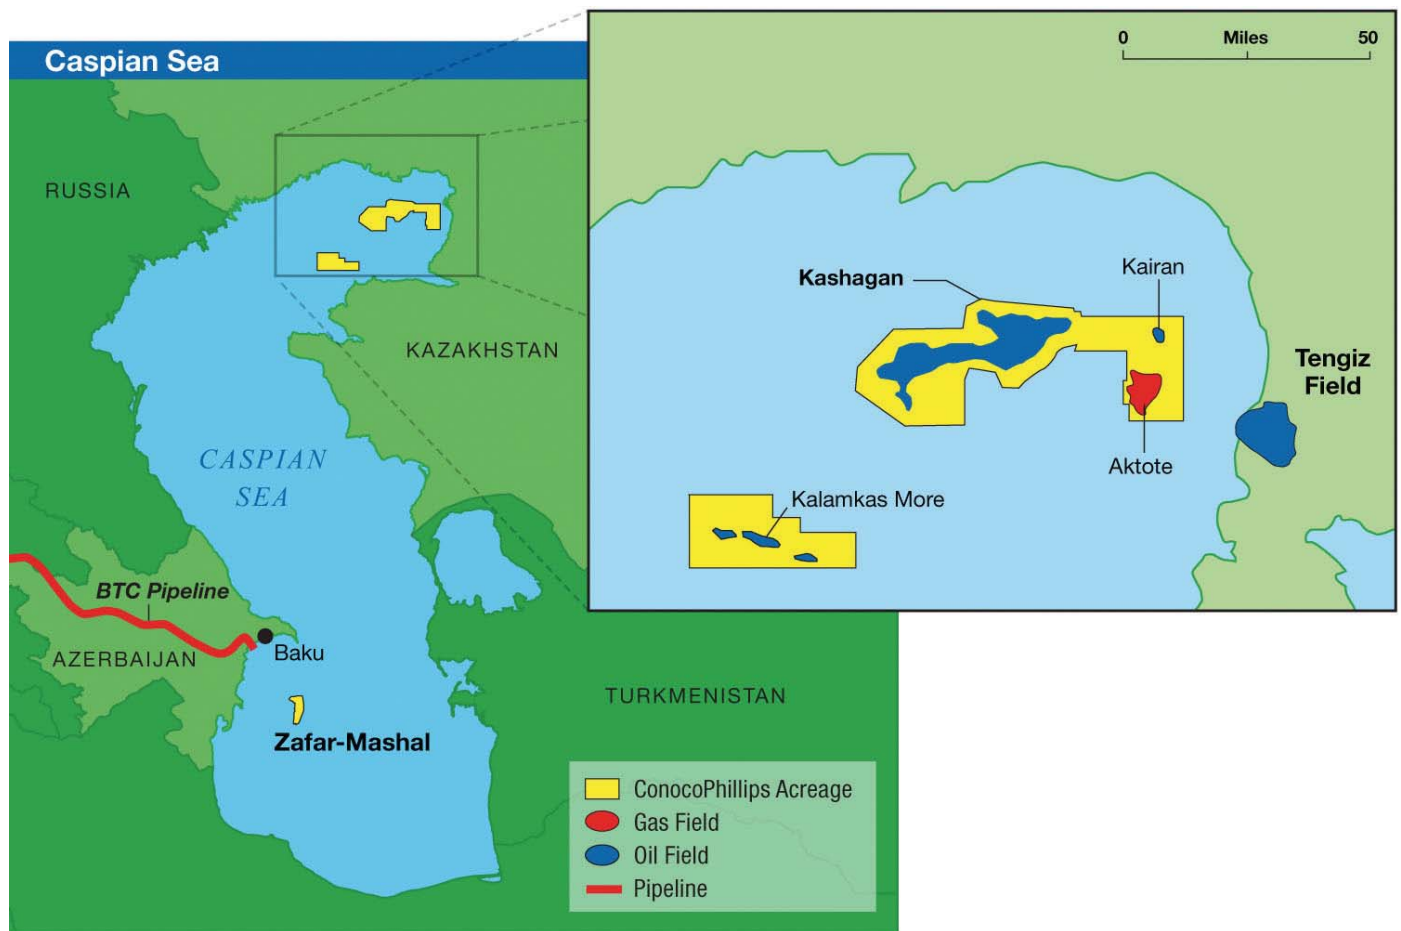 Caspian Sea
RUSSIA
KAZAKHSTAN
CASPIAN
SEA
BTC Pipeline
AZERBAIJAN
Baku
Zafar-Mashal
TURKMENISTAN
0 Miles 50
Kashagan
Kairan
Tengiz
Field
Aktote
Kalamkas More
ConocoPhillips Acreage
Gas Field
Oil Field
Pipeline